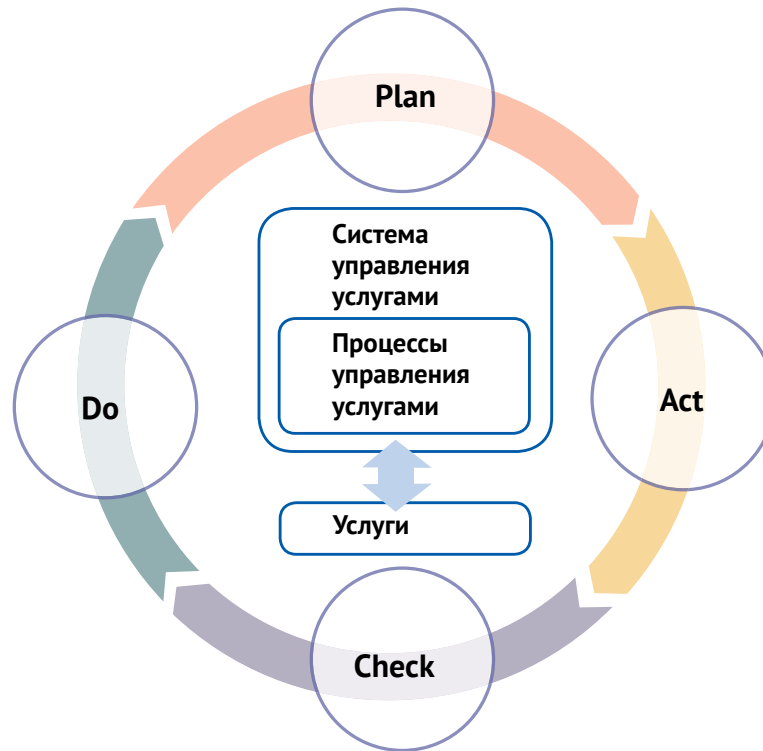 Plan
Система
управления
услугами
Процессы
управления
услугами
Do
Act
Услуги
Check